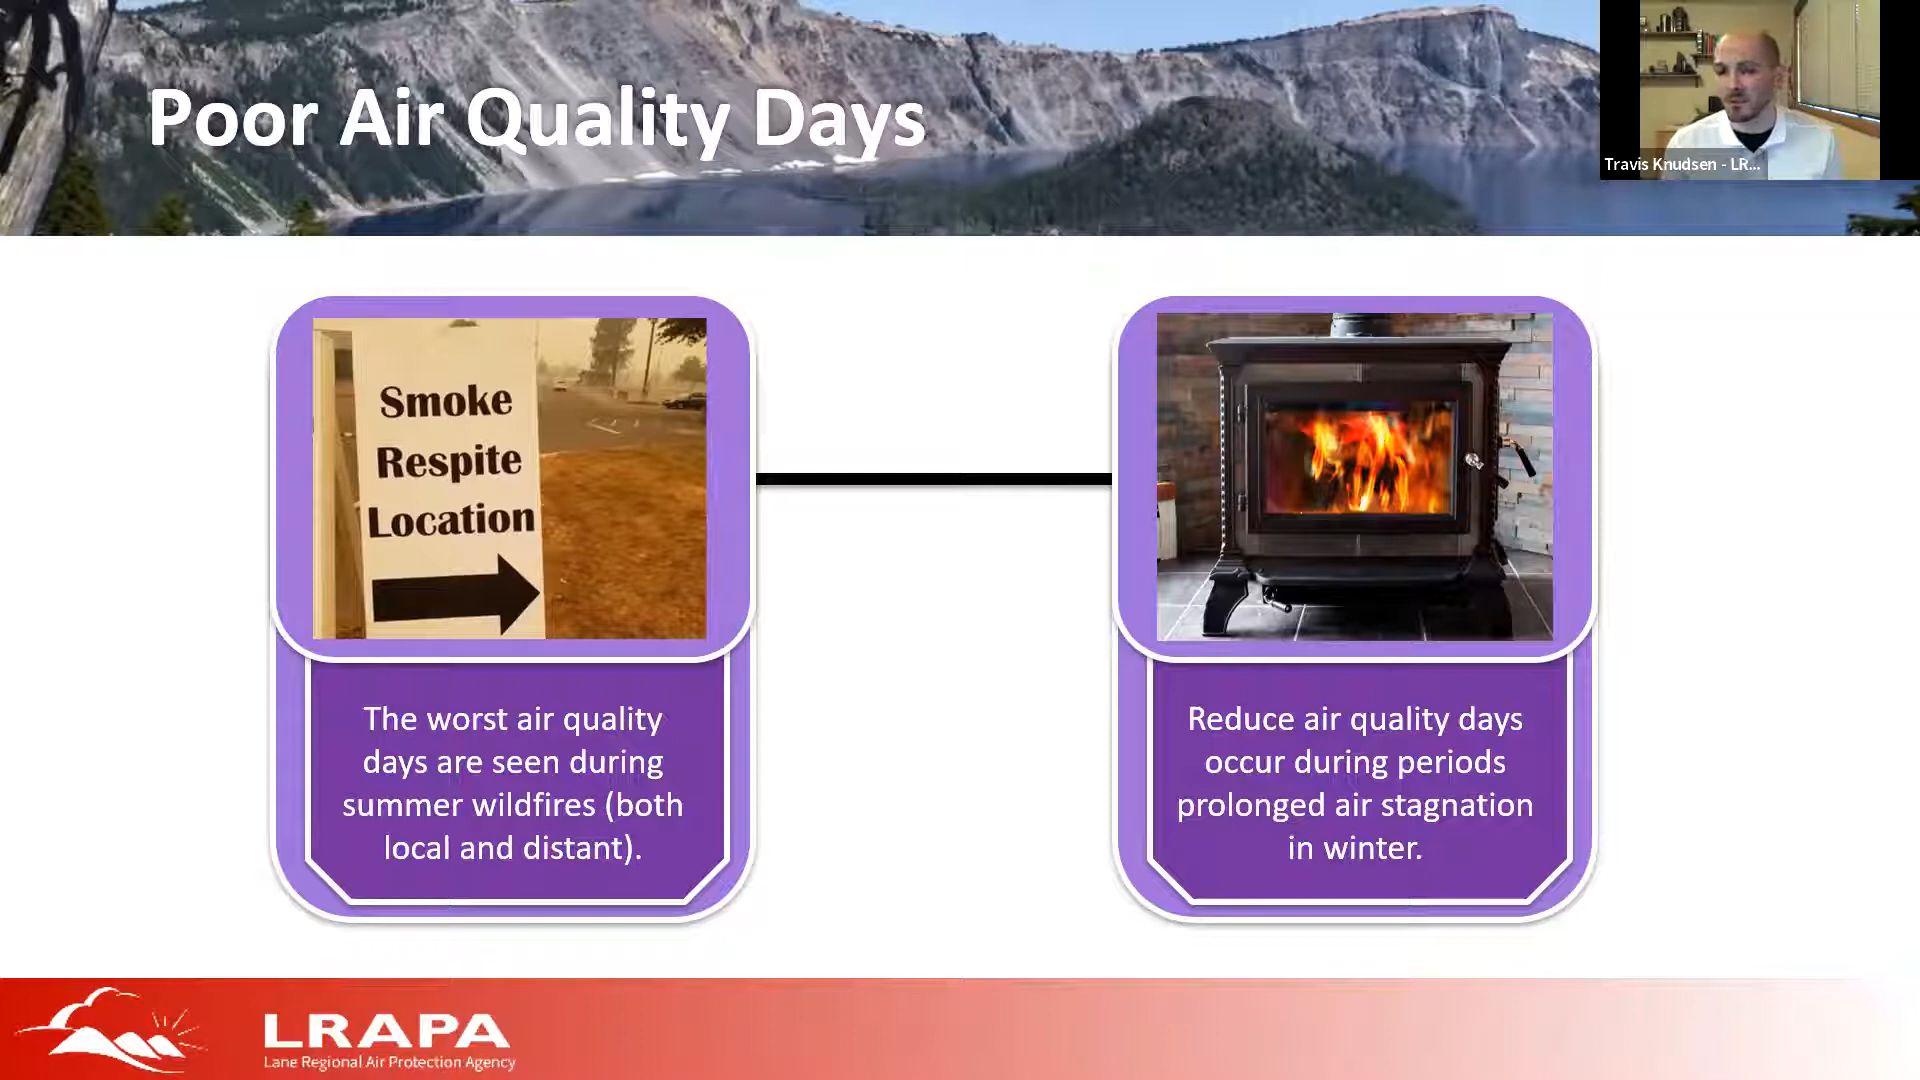 Poor Air Quality Days
Travis Knudsen - LR...
Smoke
Respite
Location
The worst air quality
days are seen during
summer wildfires (both
local and distant).
Reduce air quality days
occur during periods
prolonged air stagnation
in winter.
LRAPA
Lane Regional Air Protection Agency